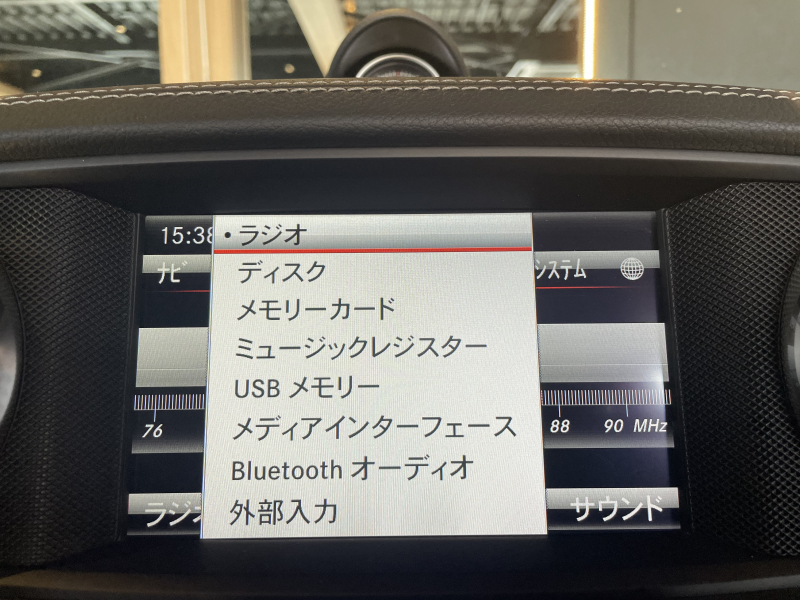 15:38
• ラジオ
ナビ
システム
ディスク
メモリーカード
ミュージックレジスター
USB メモリー
メディアインターフェース
76
88 90 MHz
Bluetooth オーディオ
外部入力
ラジ
サウンド